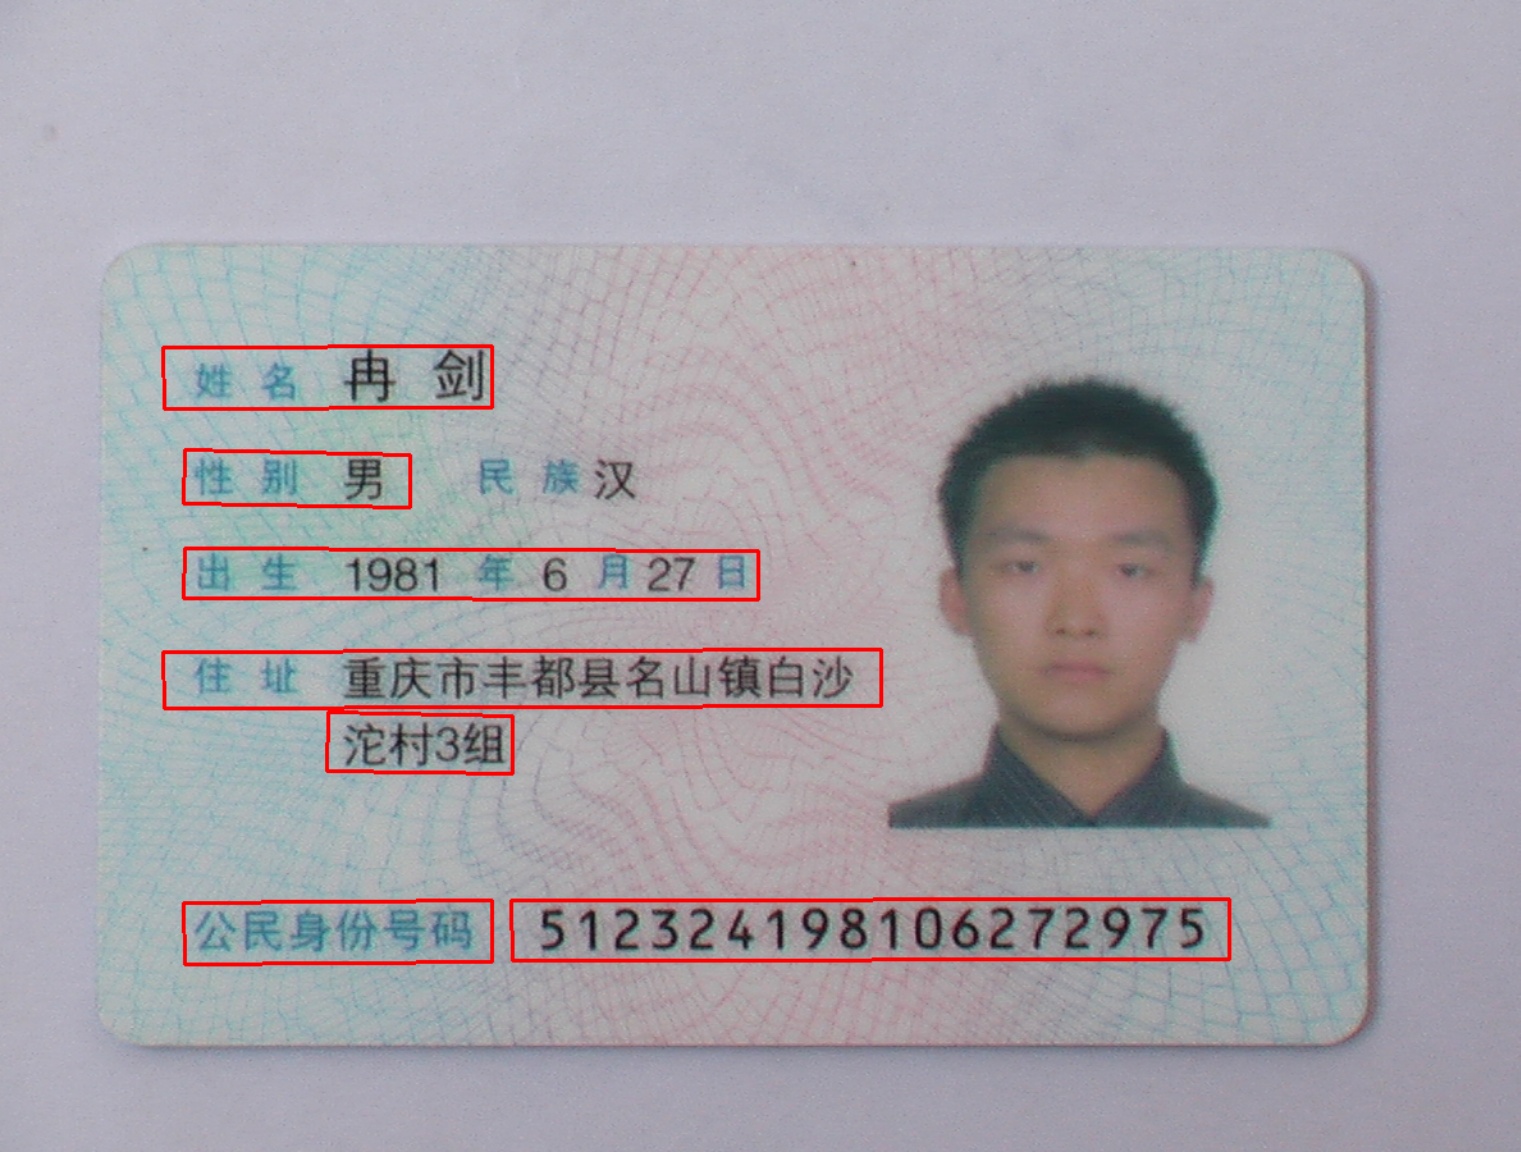 姓名 冉剑
性别 男 民族 汉
出生 1981 年 6 月 27 日
住址 重庆市丰都县名山镇白沙
沱村3组
公民身份号码 512324198106272975